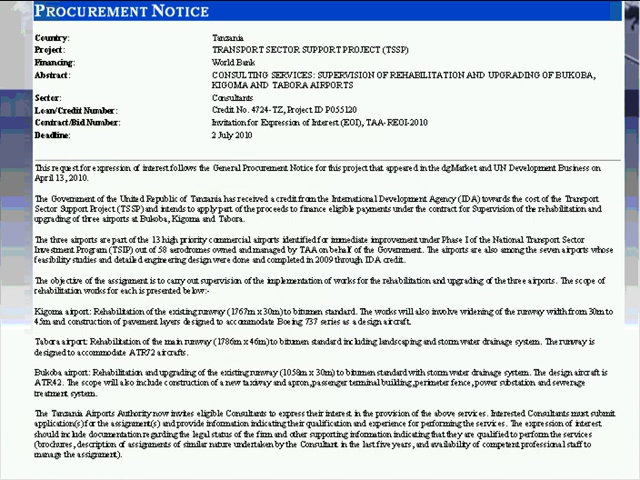 PROCUREMENT NOTICE
Country: Tanzania
Project: TRANSPORT SECTOR SUPPORT PROJECT (TSSP)
Financing: World Bank
Abstract: CONSULTING SERVICES: SUPERVISION OF REHABILITATION AND UPGRADING OF BUKOBA,
KIGOMA AND TABORA AIRPORTS
Sector: Consultants
Loan/Credit Number: Credit No. 4724-TZ, Project ID P055120
Contract/Bid Number: Invitation for Expression of Interest (EOI), TAA-REOI-2010
Deadline: 2 July 2010
This request for expression of interest follows the General Procurement Notice for this project that appeared in the dgMarket and UN Development Business on
April 13, 2010.
The Government of the United Republic of Tanzania has received a credit from the International Development Agency (IDA) towards the cost of the Transport
Sector Support Project (TSSP) and intends to apply part of the proceeds to finance eligible payments under the contract for Supervision of the rehabilitation and
upgrading of three airports at Bukoba, Kigoma and Tabora.
The three airports are part of the 13 high priority commercial airports identified for immediate improvement under Phase I of the National Transport Sector
Investment Program (TSIP) out of 58 aerodromes owned and managed by TAA on behalf of the Government. The airports are also among the seven airports whose
feasibility studies and detailed engineering design were done and completed in 2009 through IDA credit.
The objective of the assignment is to carry out supervision of the implementation of works for the rehabilitation and upgrading of the three airports. The scope of
rehabilitation works for each is presented below:-
Kigoma airport: Rehabilitation of the existing runway (1767m x 30m) to bitumen standard. The works will also involve widening of the runway width from 30m to
45m and construction of pavement layers designed to accommodate Boeing 737 series as a design aircraft.
Tabora airport: Rehabilitation of the main runway (1786m x 46m) to bitumen standard including landscaping and storm water drainage system. The runway is
designed to accommodate ATR72 aircrafts.
Bukoba airport: Rehabilitation and upgrading of the existing runway (1058m x 30m) to bitumen standard with storm water drainage system. The design aircraft is
ATR42. The scope will also include construction of a new taxiway and apron,passenger terminal building,perimeter fence, power substation and sewerage
treatment system.
The Tanzania Airports Authority now invites eligible Consultants to express their interest in the provision of the above services. Interested Consultants must submit
application(s) for the assignment(s) and provide information indicating their qualification and experience for performing the services. The expression of interest
should include documentation regarding the legal status of the firm and other supporting information indicating that they are qualified to perform the services
(brochures, description of assignments of similar nature undertaken by the Consultant in the last five years, and availability of competent professional staff to
manage the assignment).